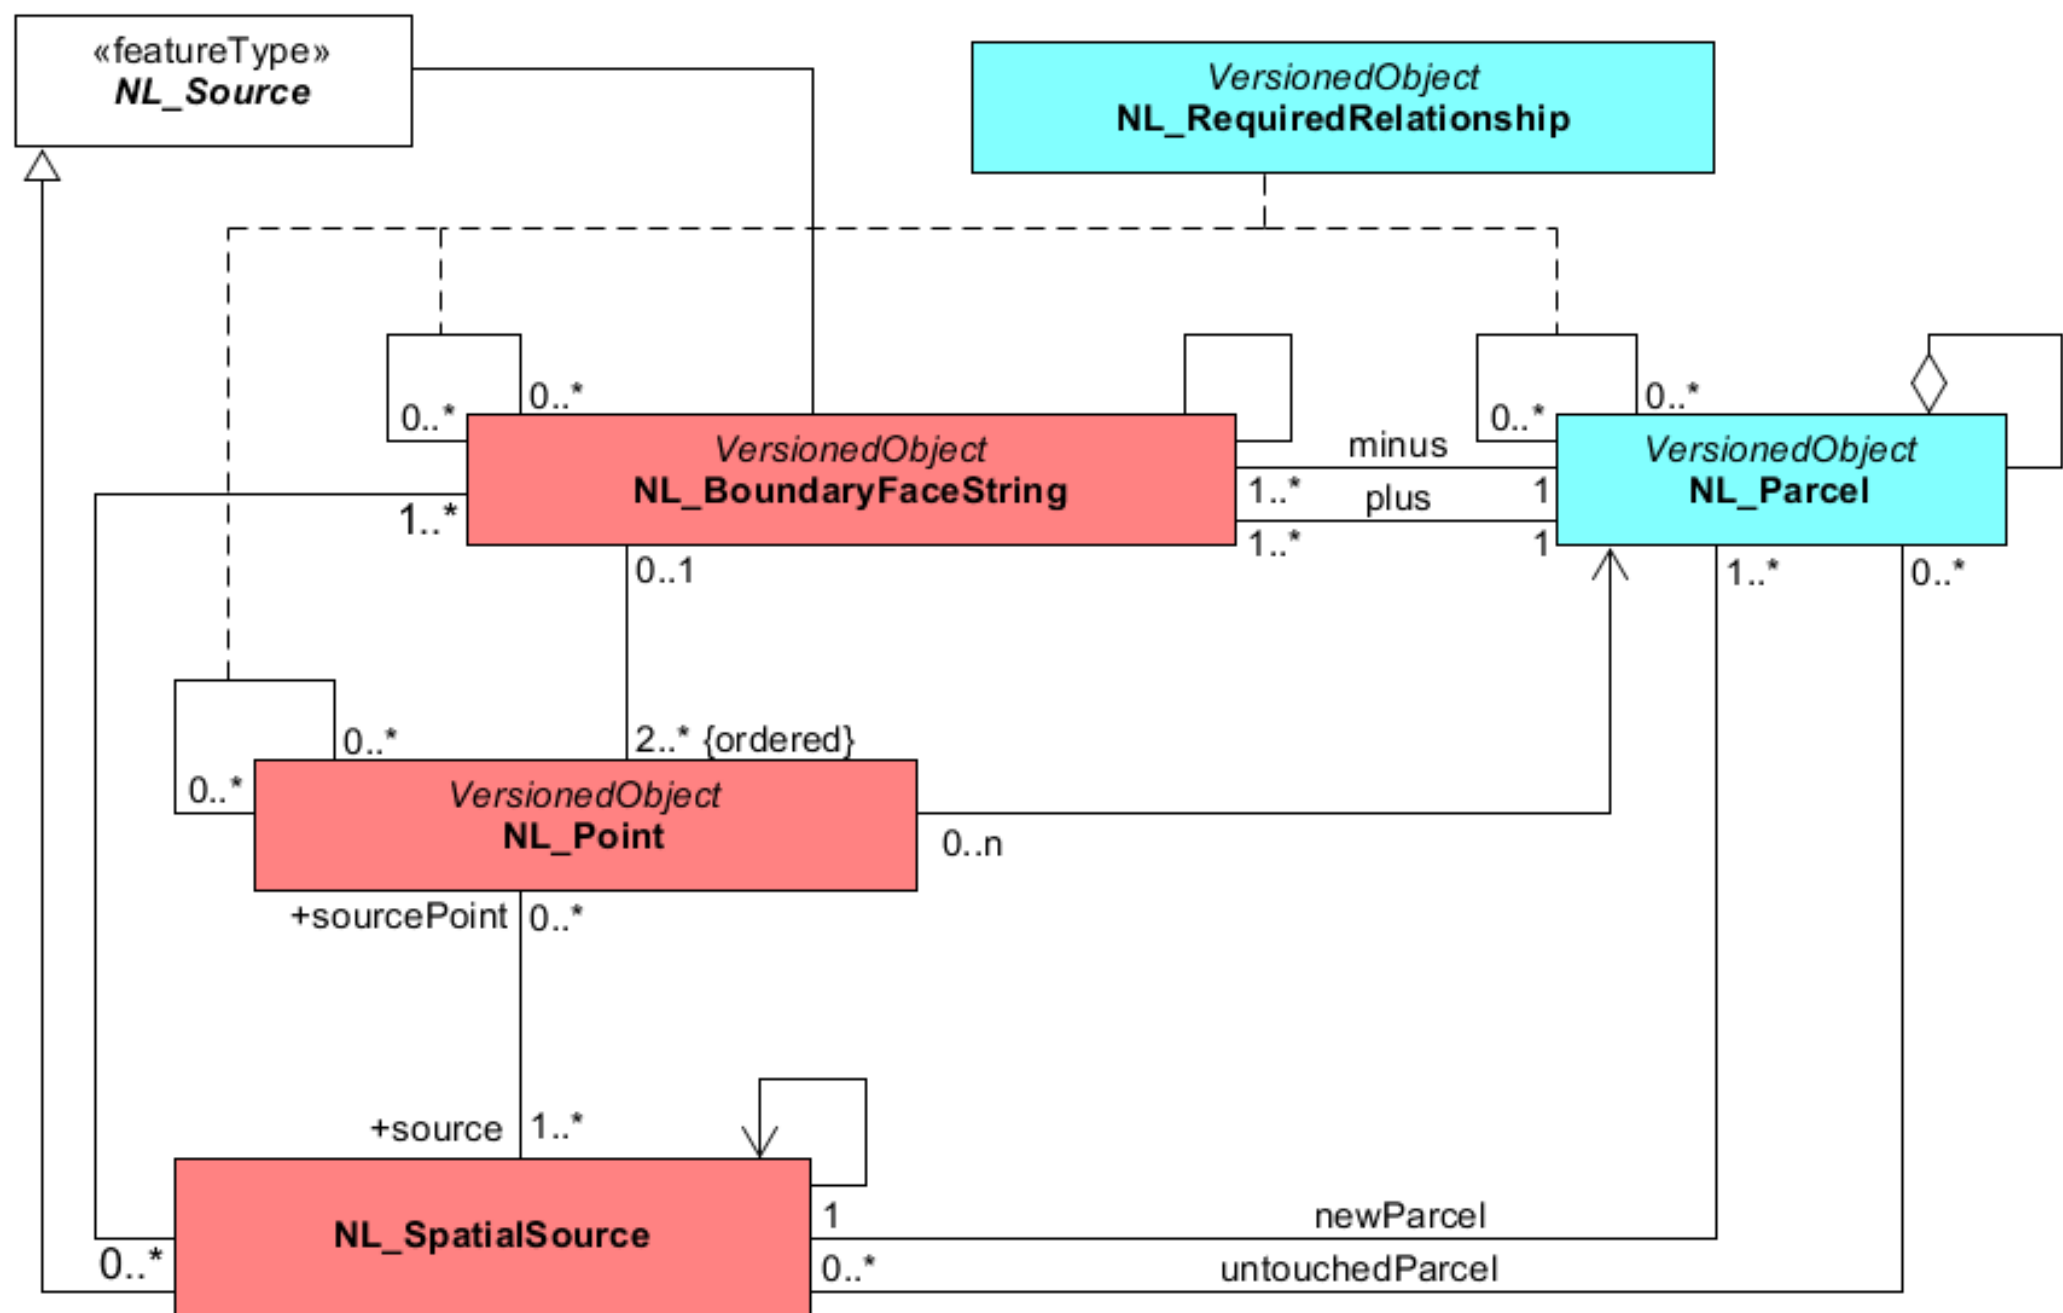 «featureType»
NL_Source
VersionedObject
NL_RequiredRelationship
0..*
0..*
0..*
0..*
VersionedObject
NL_BoundaryFaceString
minus
1..*
1
plus
1..*
1
VersionedObject
NL_Parcel
1..*
0..1
1..*
0..*
2..* {ordered}
0..*
0..*
VersionedObject
NL_Point
0..n
+sourcePoint
0..*
+source
1..*
NL_SpatialSource
1
newParcel
0..*
0..*
untouchedParcel